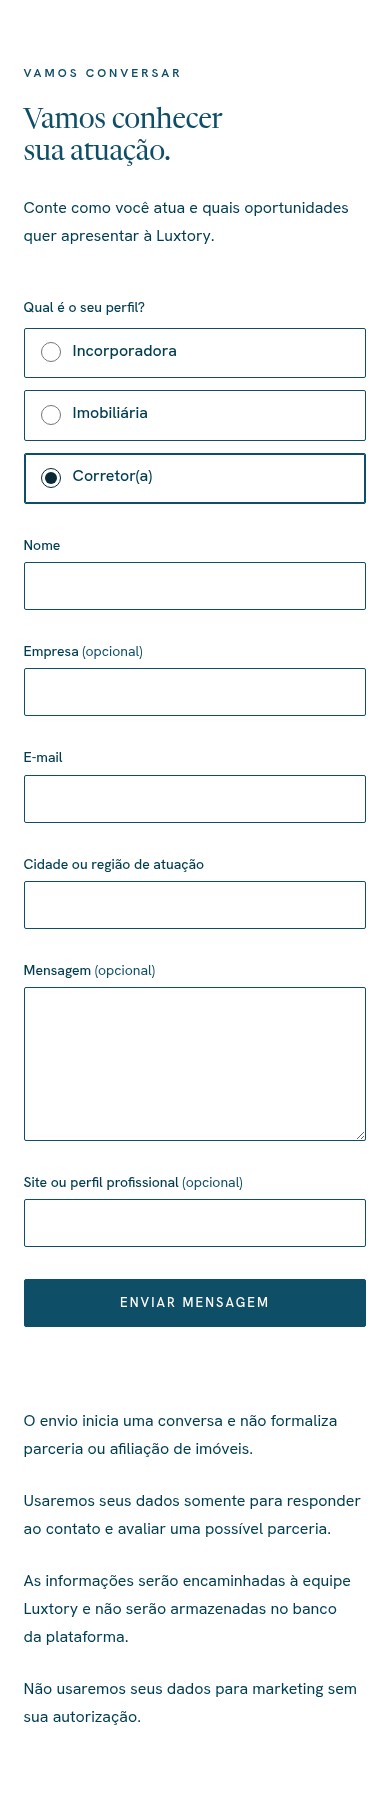 VAMOS CONVERSAR
Vamos conhecer
sua atuação.
Conte como você atua e quais oportunidades
quer apresentar à Luxtory.
Qual é o seu perfil?
Incorporadora
Imobiliária
Corretor(a)
Nome
Empresa (opcional)
E-mail
Cidade ou região de atuação
Mensagem (opcional)
Site ou perfil profissional (opcional)
ENVIAR MENSAGEM
O envio inicia uma conversa e não formaliza
parceria ou afiliação de imóveis.
Usaremos seus dados somente para responder
ao contato e avaliar uma possível parceria.
As informações serão encaminhadas à equipe
Luxtory e não serão armazenadas no banco
da plataforma.
Não usaremos seus dados para marketing sem
sua autorização.